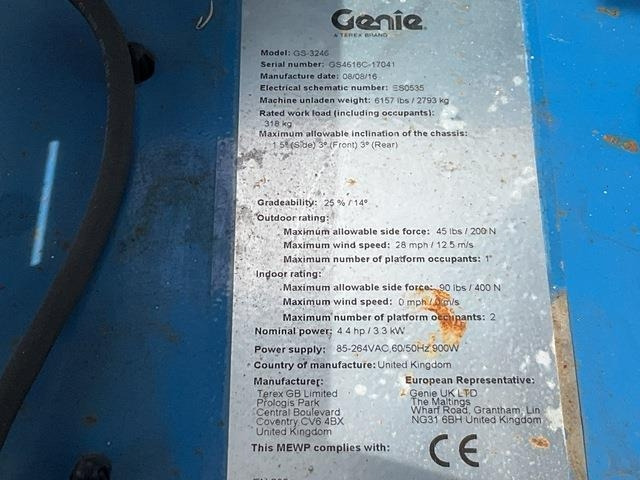 Genie
A TEREX BRAND
Model: GS-3246
Serial number: GS4616C-17041
Manufacture date: 08/08/16
Electrical schematic number: ES0535
Machine unladen weight: 6157 lbs / 2793 kg
Rated work load (including occupants):
318 kg
Maximum allowable inclination of the chassis:
1.5° (Side) 3° (Front) 3° (Rear)
Gradeability: 25 % / 14°
Outdoor rating:
Maximum allowable side force: 45 lbs / 200 N
Maximum wind speed: 28 mph / 12.5 m/s
Maximum number of platform occupants: 1
Indoor rating:
Maximum allowable side force: 90 lbs / 400 N
Maximum wind speed: 0 mph / 0 m/s
Maximum number of platform occupants: 2
Nominal power: 4.4 hp / 3.3 kW
Power supply: 85-264VAC,60/50Hz,900W
Country of manufacture: United Kingdom
Manufacturer:
Terex GB Limited
Prologis Park
Central Boulevard
Coventry CV6 4BX
United Kingdom
European Representative:
Genie UK LTD
The Maltings
Wharf Road, Grantham, Lin
NG31 6BH United Kingdom
This MEWP complies with:
CE